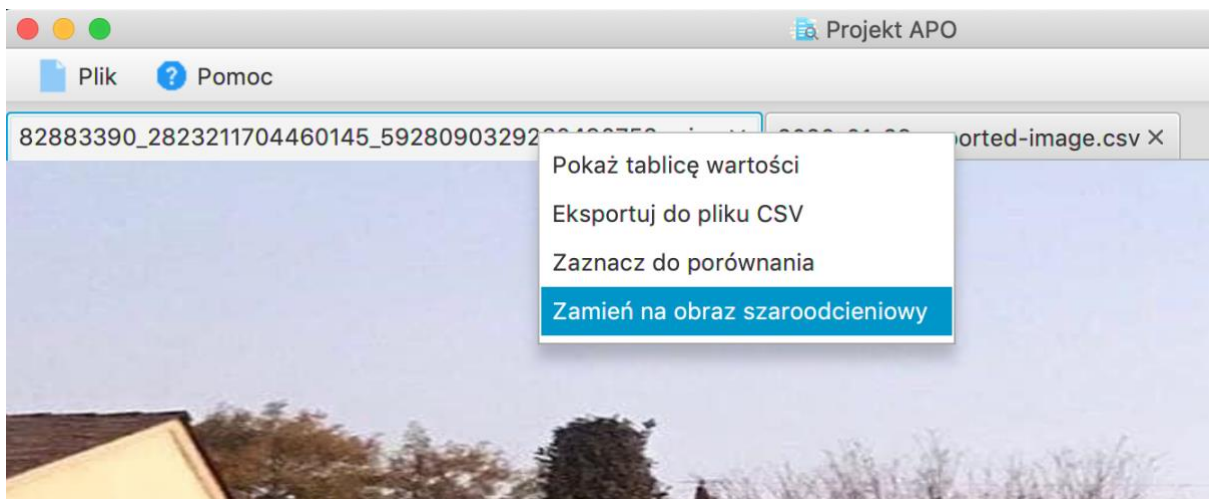 Projekt APO
Plik Pomoc
orted-image.csv ×
Pokaż tablicę wartości
Eksportuj do pliku CSV
Zaznacz do porównania
Zamień na obraz szaroodcieniowy